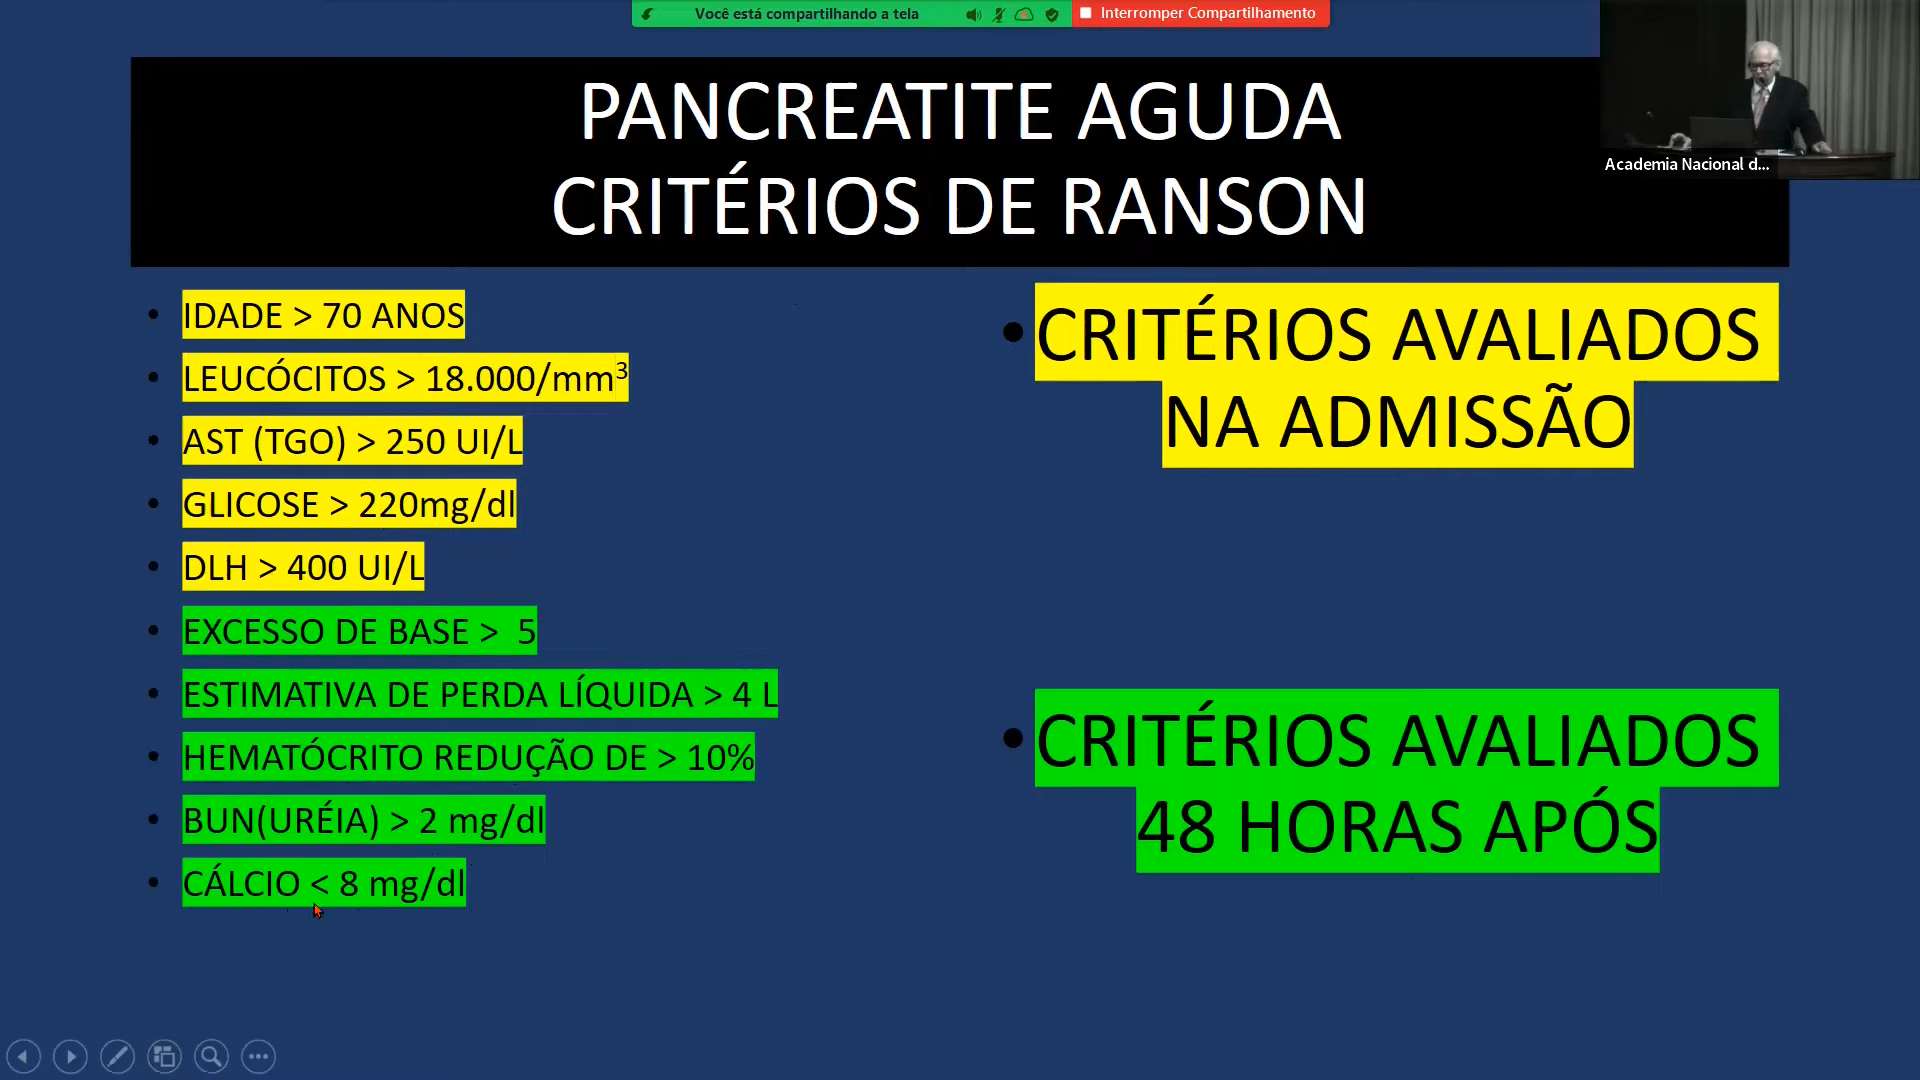 Você está compartilhando a tela
Interromper Compartilhamento
Academia Nacional d...
PANCREATITE AGUDA
CRITÉRIOS DE RANSON
• IDADE > 70 ANOS
• LEUCÓCITOS > 18.000/mm³
• AST (TGO) > 250 UI/L
• GLICOSE > 220mg/dl
• DLH > 400 UI/L
• EXCESSO DE BASE >  5
• ESTIMATIVA DE PERDA LÍQUIDA > 4 L
• HEMATÓCRITO REDUÇÃO DE > 10%
• BUN(URÉIA) > 2 mg/dl
• CÁLCIO < 8 mg/dl
• CRITÉRIOS AVALIADOS
NA ADMISSÃO
• CRITÉRIOS AVALIADOS
48 HORAS APÓS